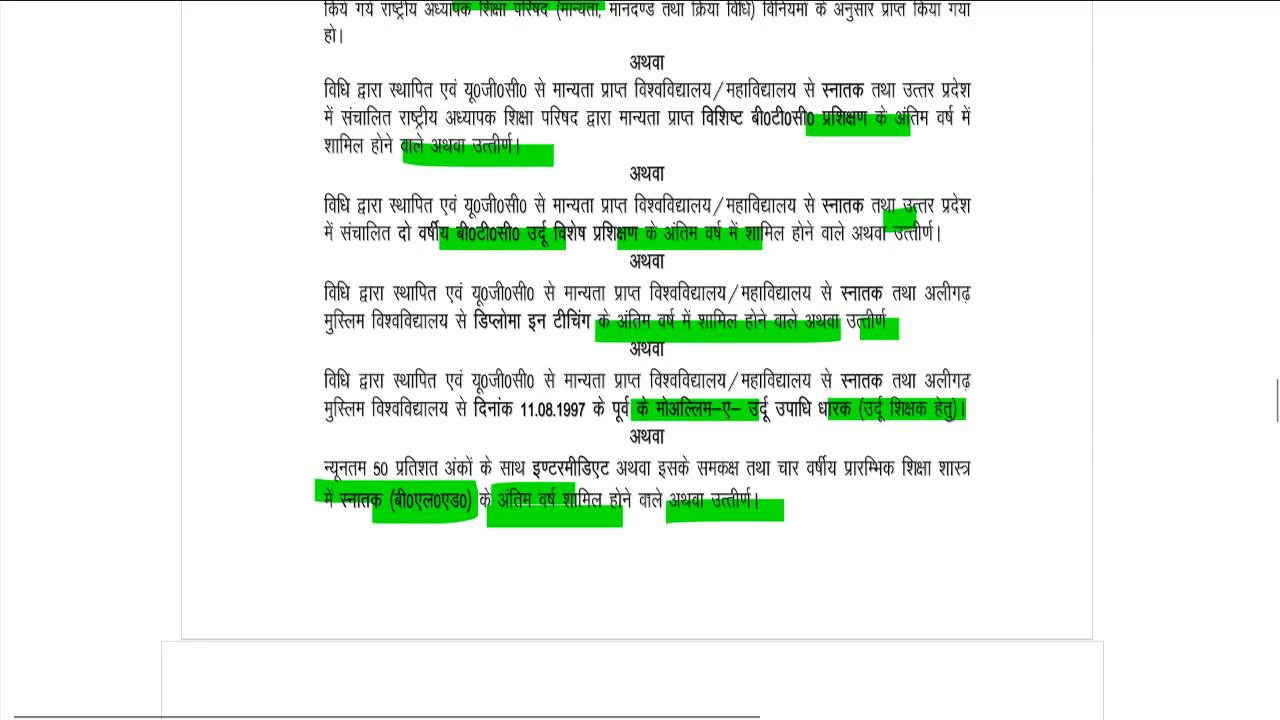 किये गये राष्ट्रीय अध्यापक शिक्षा परिषद (मान्यता, मानदण्ड तथा क्रिया विधि) विनियमों के अनुसार प्राप्त किया गया
हो।
अथवा
विधि द्वारा स्थापित एवं यू0जी0सी0 से मान्यता प्राप्त विश्वविद्यालय/महाविद्यालय से स्नातक तथा उत्तर प्रदेश
में संचालित राष्ट्रीय अध्यापक शिक्षा परिषद द्वारा मान्यता प्राप्त विशिष्ट बी0टी0सी0 प्रशिक्षण के अंतिम वर्ष में
शामिल होने वाले अथवा उत्तीर्ण।
अथवा
विधि द्वारा स्थापित एवं यू0जी0सी0 से मान्यता प्राप्त विश्वविद्यालय/महाविद्यालय से स्नातक तथा उत्तर प्रदेश
में संचालित दो वर्षीय बी0टी0सी0 उर्दू विशेष प्रशिक्षण के अंतिम वर्ष में शामिल होने वाले अथवा उत्तीर्ण।
अथवा
विधि द्वारा स्थापित एवं यू0जी0सी0 से मान्यता प्राप्त विश्वविद्यालय/महाविद्यालय से स्नातक तथा अलीगढ़
मुस्लिम विश्वविद्यालय से डिप्लोमा इन टीचिंग के अंतिम वर्ष में शामिल होने वाले अथवा उत्तीर्ण
अथवा
विधि द्वारा स्थापित एवं यू0जी0सी0 से मान्यता प्राप्त विश्वविद्यालय/महाविद्यालय से स्नातक तथा अलीगढ़
मुस्लिम विश्वविद्यालय से दिनांक 11.08.1997 के पूर्व के मोअल्लिम-ए- उर्दू उपाधि धारक (उर्दू शिक्षक हेतु)।
अथवा
न्यूनतम 50 प्रतिशत अंकों के साथ इण्टरमीडिएट अथवा इसके समकक्ष तथा चार वर्षीय प्रारम्भिक शिक्षा शास्त्र
में स्नातक (बी0एल0एड0) के अंतिम वर्ष शामिल होने वाले अथवा उत्तीर्ण।